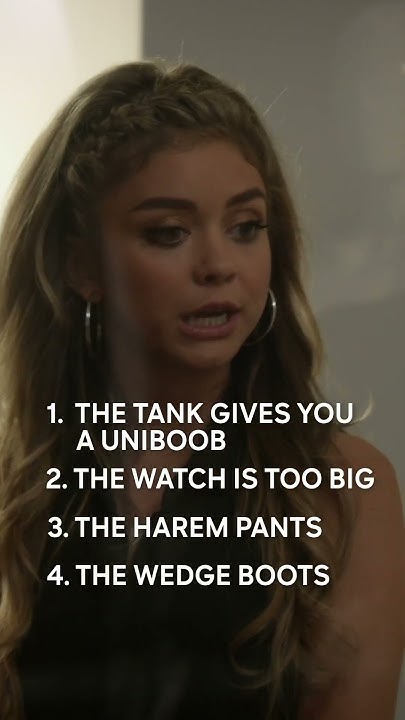 1. THE TANK GIVES YOU
A UNIBOOB
2. THE WATCH IS TOO BIG
3. THE HAREM PANTS
4. THE WEDGE BOOTS